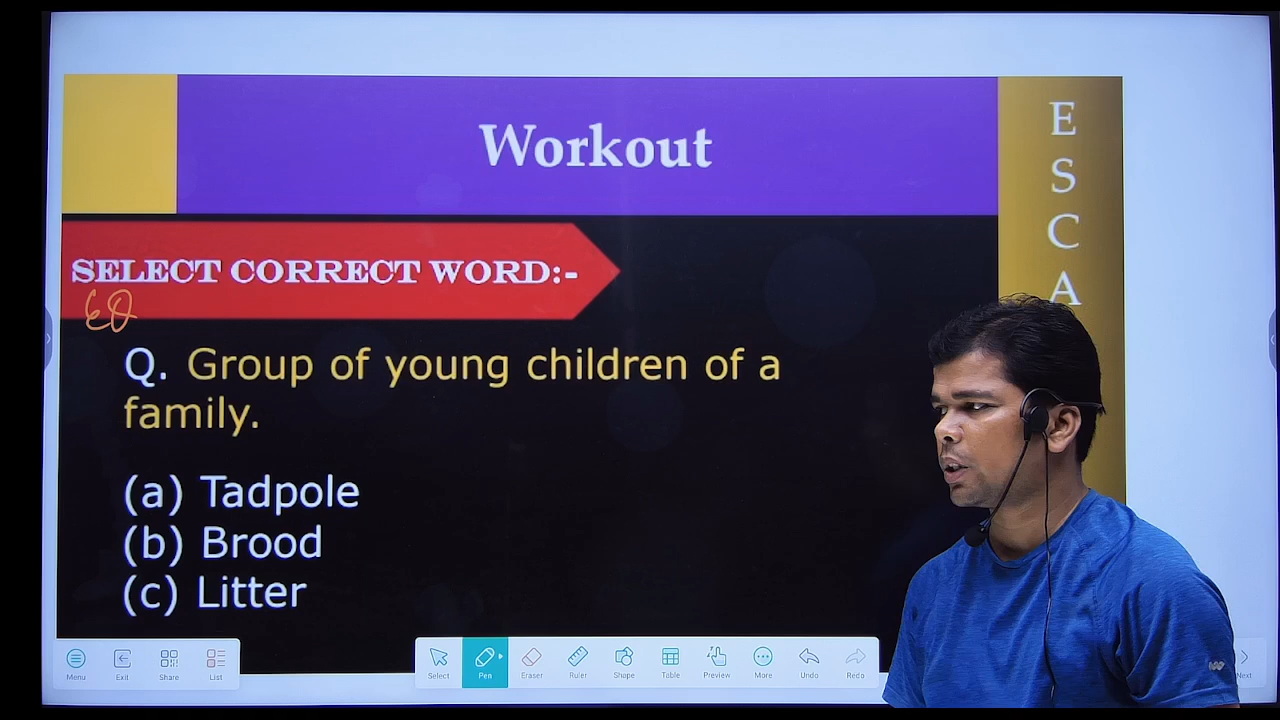 Workout
E
S
C
A
SELECT CORRECT WORD:-
Q. Group of young children of a
family.
(a) Tadpole
(b) Brood
(c) Litter
Menu Exit Share List
Select Pen Eraser Ruler Shape Table Preview More Undo Redo
Next